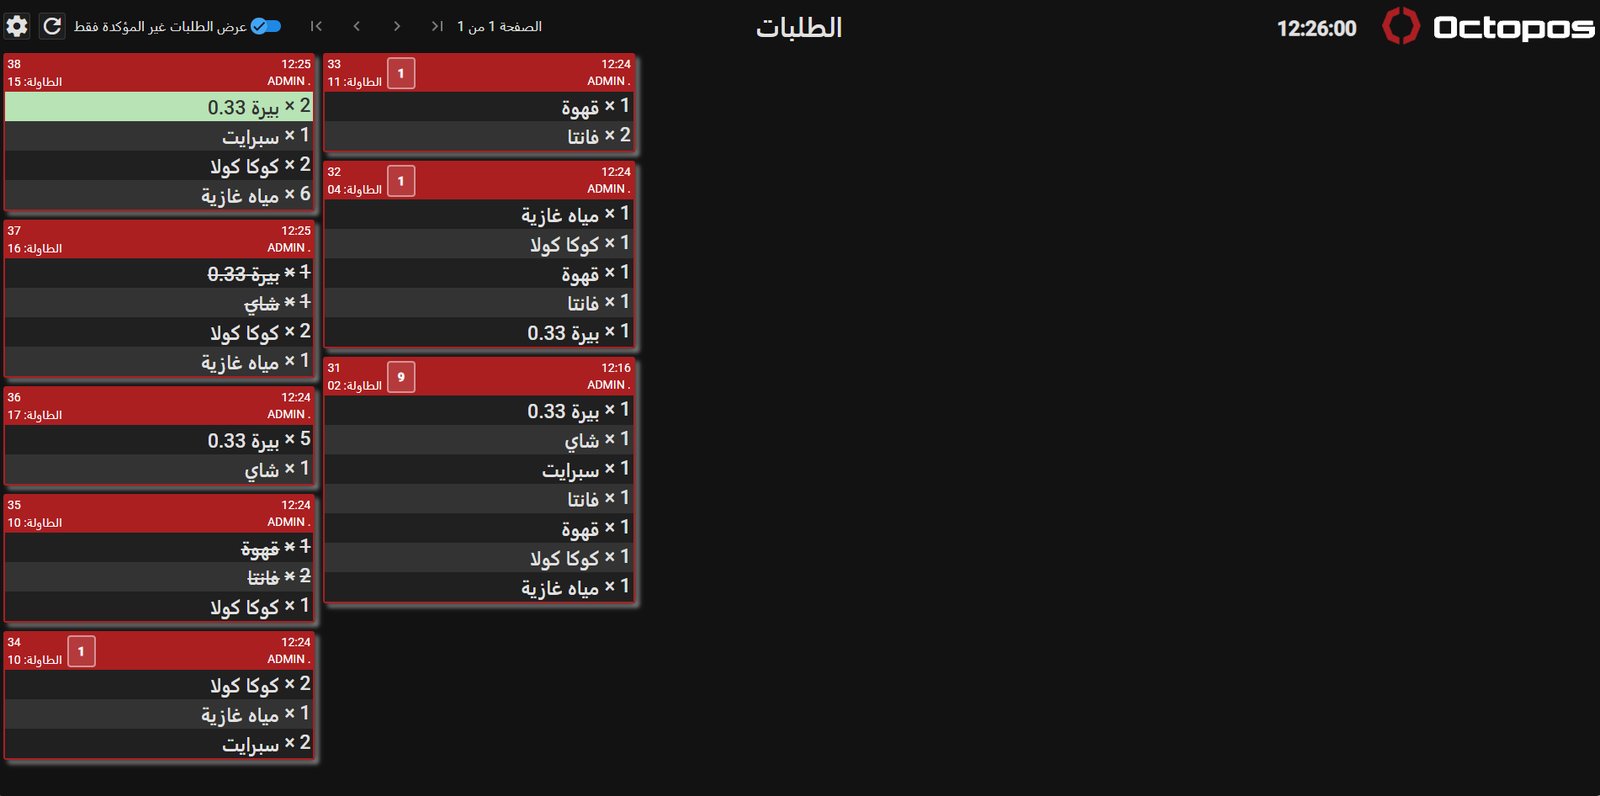 Octopos
12:26:00
الطلبات
الصفحة 1 من 1
عرض الطلبات غير المؤكدة فقط
38 12:25
الطاولة: 15 ADMIN .
2 × بيرة 0.33
1 × سبرايت
2 × كوكا كولا
6 × مياه غازية
37 12:25
الطاولة: 16 ADMIN .
1 × بيرة 0.33
1 × شاي
2 × كوكا كولا
1 × مياه غازية
36 12:24
الطاولة: 17 ADMIN .
5 × بيرة 0.33
1 × شاي
35 12:24
الطاولة: 10 ADMIN .
1 × قهوة
2 × فانتا
1 × كوكا كولا
34 12:24
الطاولة: 10 1 ADMIN .
2 × كوكا كولا
1 × مياه غازية
2 × سبرايت
33 12:24
الطاولة: 11 1 ADMIN .
1 × قهوة
2 × فانتا
32 12:24
الطاولة: 04 1 ADMIN .
1 × مياه غازية
1 × كوكا كولا
1 × قهوة
1 × فانتا
1 × بيرة 0.33
31 12:16
الطاولة: 02 9 ADMIN .
1 × بيرة 0.33
1 × شاي
1 × سبرايت
1 × فانتا
1 × قهوة
1 × كوكا كولا
1 × مياه غازية